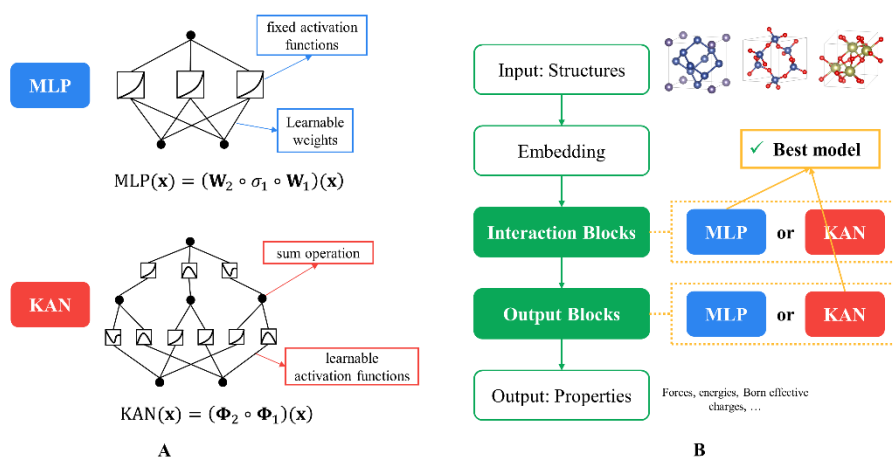 MLP
fixed activation
functions
Learnable
weights
MLP(𝐱) = (𝐖₂ ∘ σ₁ ∘ 𝐖₁)(𝐱)
KAN
sum operation
learnable
activation functions
KAN(𝐱) = (𝚽₂ ∘ 𝚽₁)(𝐱)
A
Input: Structures
Embedding
✓ Best model
Interaction Blocks
MLP or KAN
Output Blocks
MLP or KAN
Output: Properties
Forces, energies, Born effective
charges, …
B